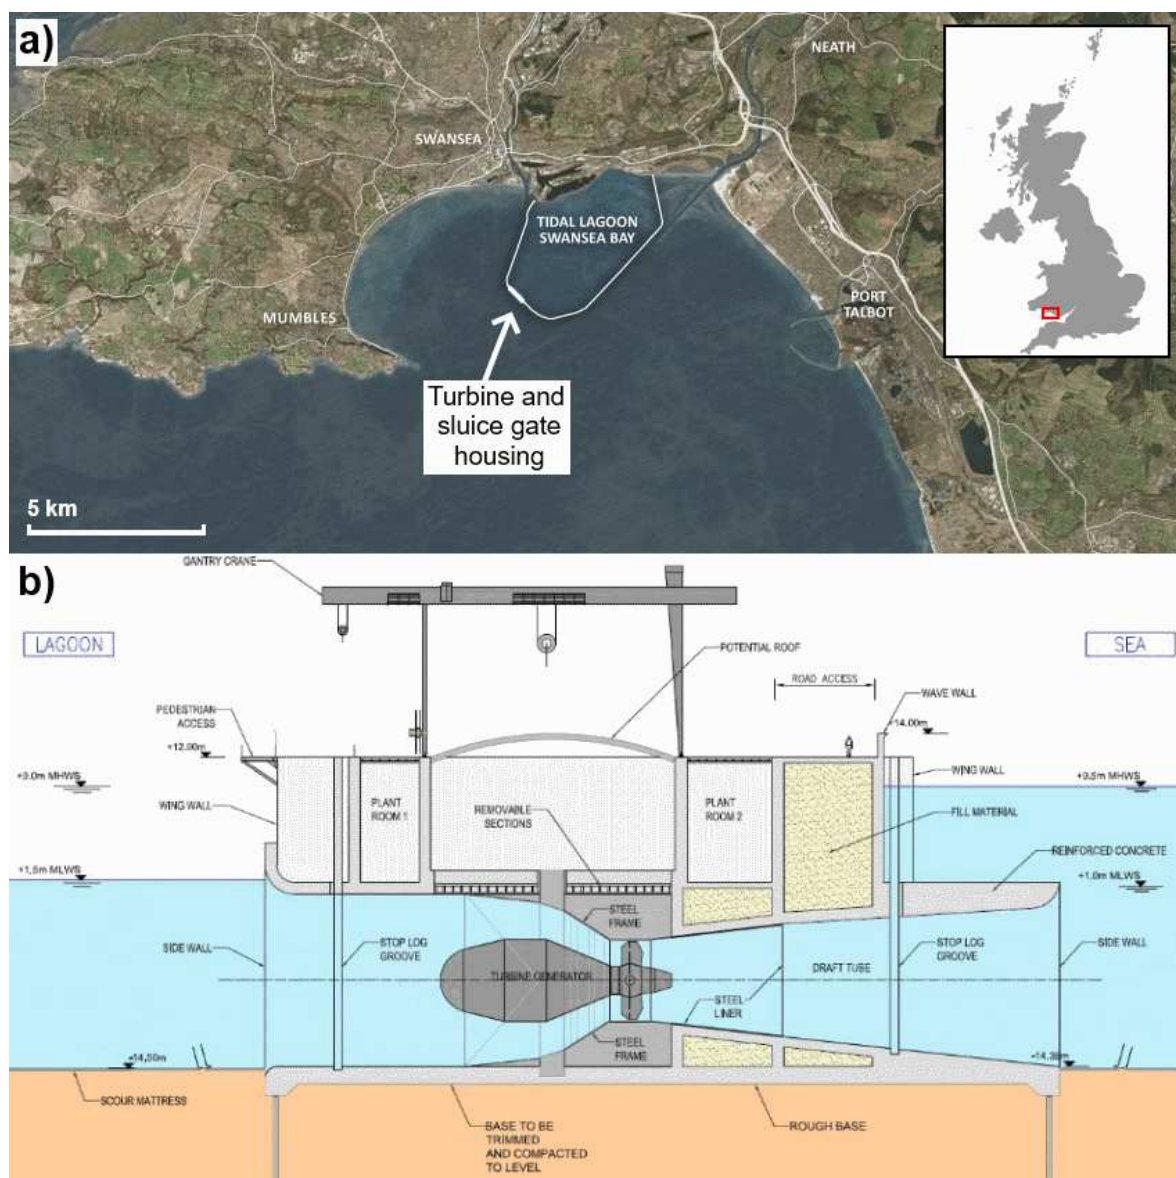 a)
NEATH
SWANSEA
TIDAL LAGOON
SWANSEA BAY
MUMBLES
PORT
TALBOT
Turbine and
sluice gate
housing
5 km
b)
GANTRY CRANE
LAGOON
SEA
POTENTIAL ROOF
ROAD ACCESS
WAVE WALL
PEDESTRIAN
ACCESS
+14.00m
+12.00m
+9.0m MHWS
WING WALL
+9.5m MHWS
WING WALL
PLANT
ROOM 1
REMOVABLE
SECTIONS
PLANT
ROOM 2
FILL MATERIAL
REINFORCED CONCRETE
+1.5m MLWS
+1.0m MLWS
STEEL
FRAME
SIDE WALL
STOP LOG
GROOVE
TURBINE GENERATOR
DRAFT TUBE
STOP LOG
GROOVE
SIDE WALL
STEEL
LINER
STEEL
FRAME
-14,50m
SCOUR MATTRESS
BASE TO BE
TRIMMED
AND COMPACTED
TO LEVEL
ROUGH BASE